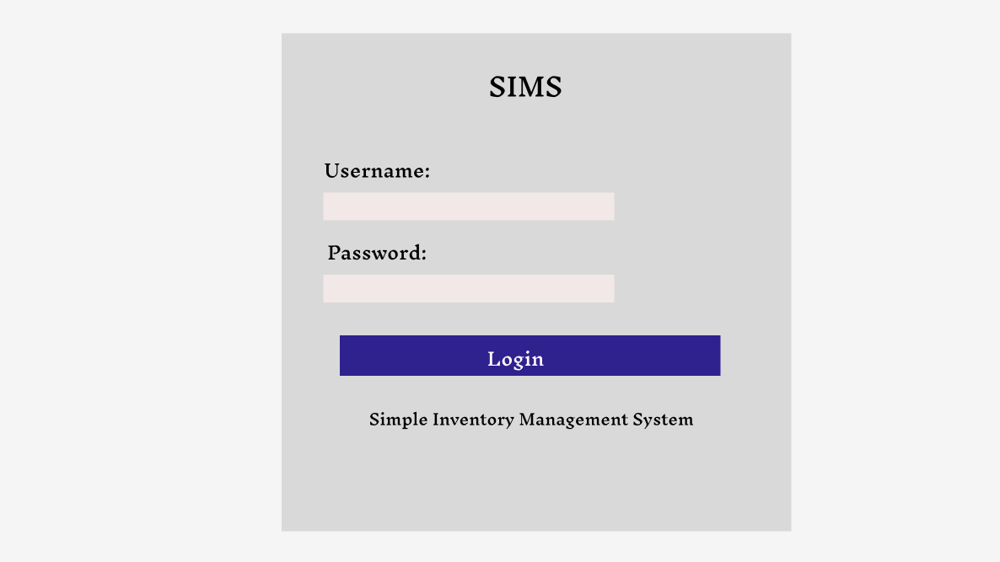 SIMS
Username:
Password:
Login
Simple Inventory Management System